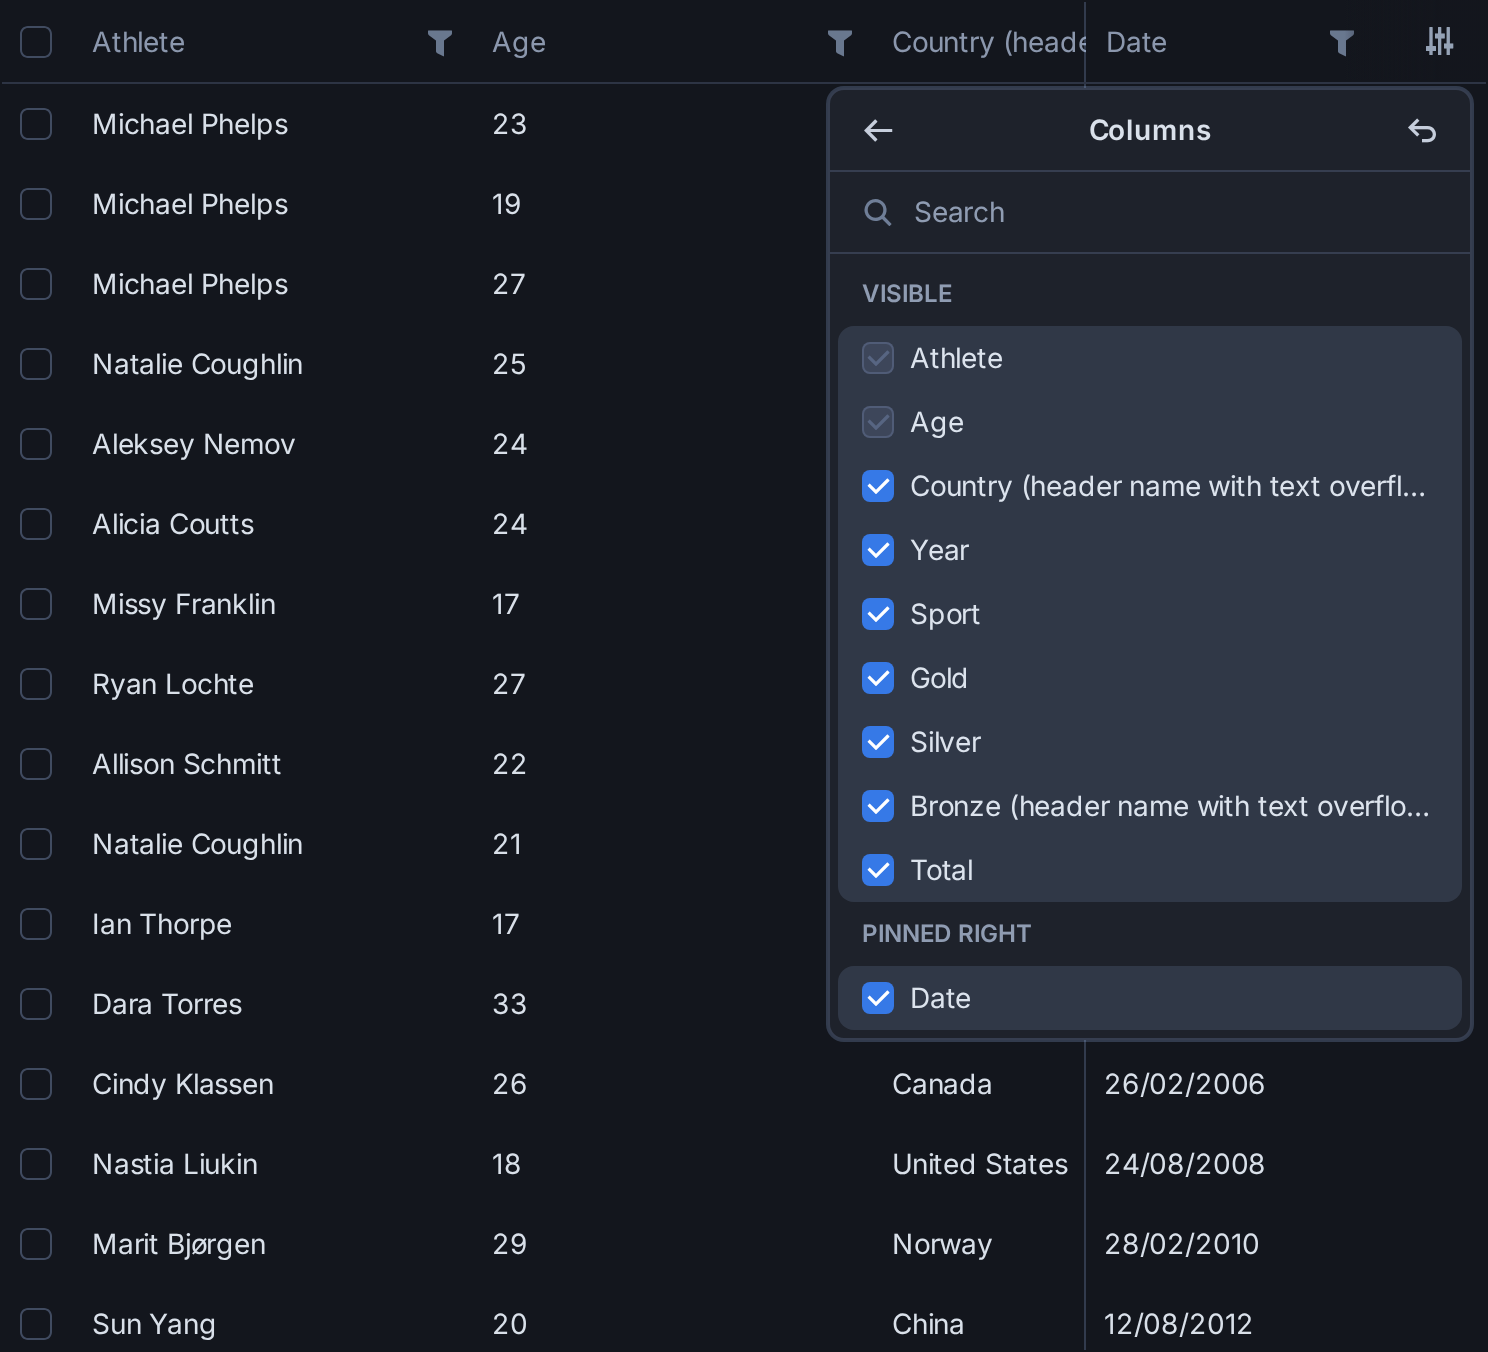 Athlete Age Country (heade Date
Michael Phelps 23
Columns
Michael Phelps 19
Search
Michael Phelps 27
VISIBLE
Natalie Coughlin 25
Athlete
Age
Aleksey Nemov 24
Country (header name with text overfl...
Alicia Coutts 24
Year
Missy Franklin 17
Sport
Ryan Lochte 27
Gold
Allison Schmitt 22
Silver
Natalie Coughlin 21
Bronze (header name with text overflo...
Total
Ian Thorpe 17
PINNED RIGHT
Dara Torres 33
Date
Cindy Klassen 26 Canada 26/02/2006
Nastia Liukin 18 United States 24/08/2008
Marit Bjørgen 29 Norway 28/02/2010
Sun Yang 20 China 12/08/2012